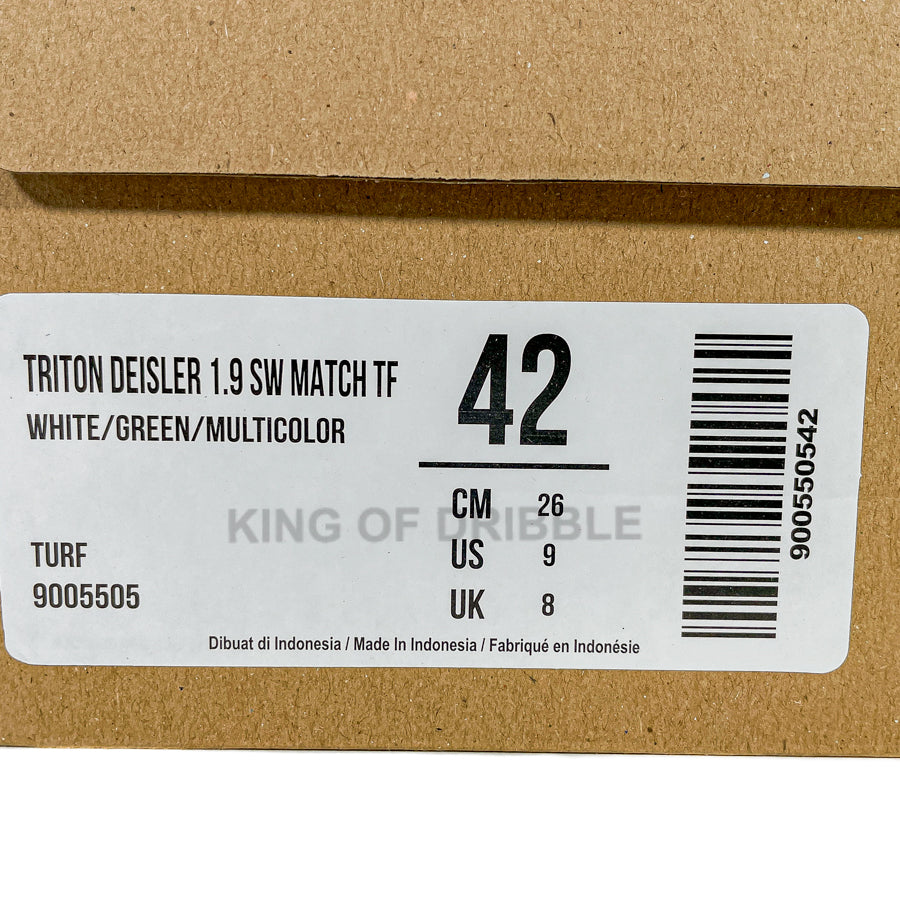 TRITON DEISLER 1.9 SW MATCH TF
WHITE/GREEN/MULTICOLOR
TURF
9005505
42
CM 26
US 9
UK 8
KING OF DRIBBLE
Dibuat di Indonesia / Made In Indonesia / Fabriqué en Indonésie
900550542